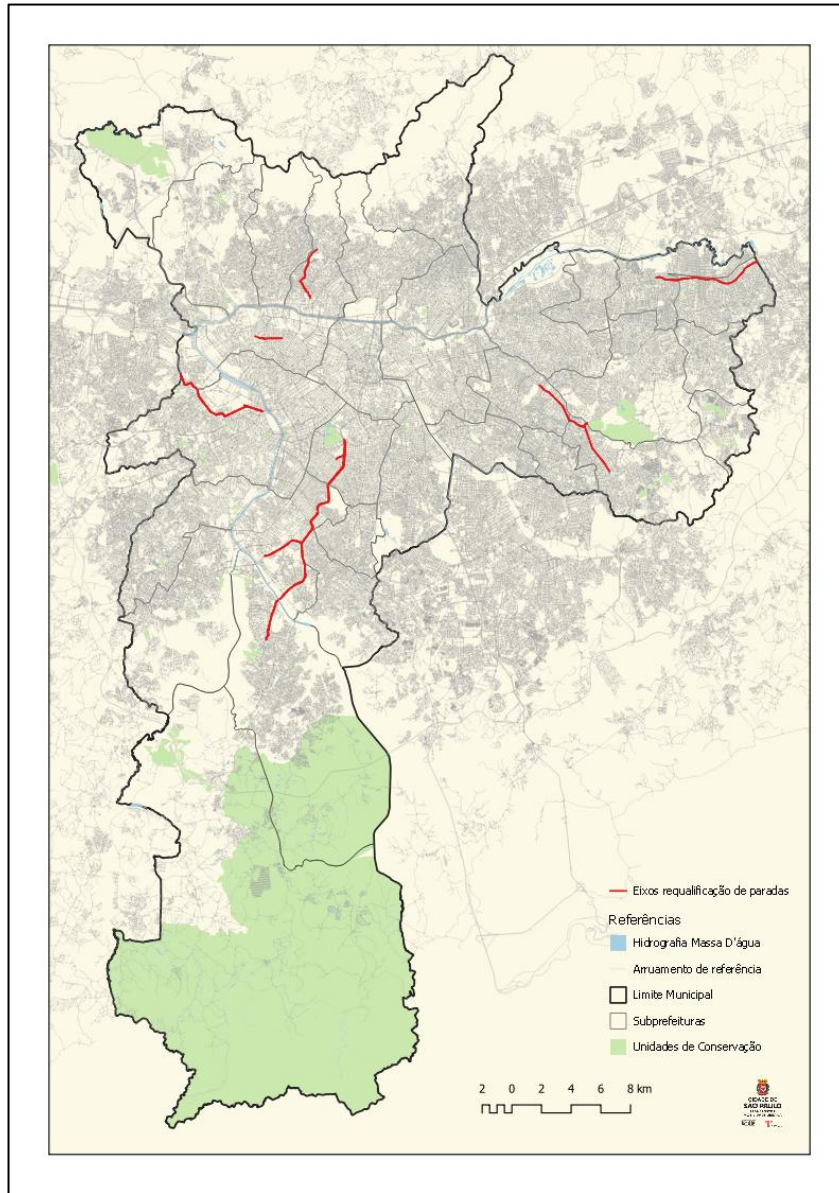 Eixos requalificação de paradas
Referências
Hidrografia Massa D'água
Arruamento de referência
Limite Municipal
Subprefeituras
Unidades de Conservação
2 0 2 4 6 8 km
CIDADE DE
SÃO PAULO